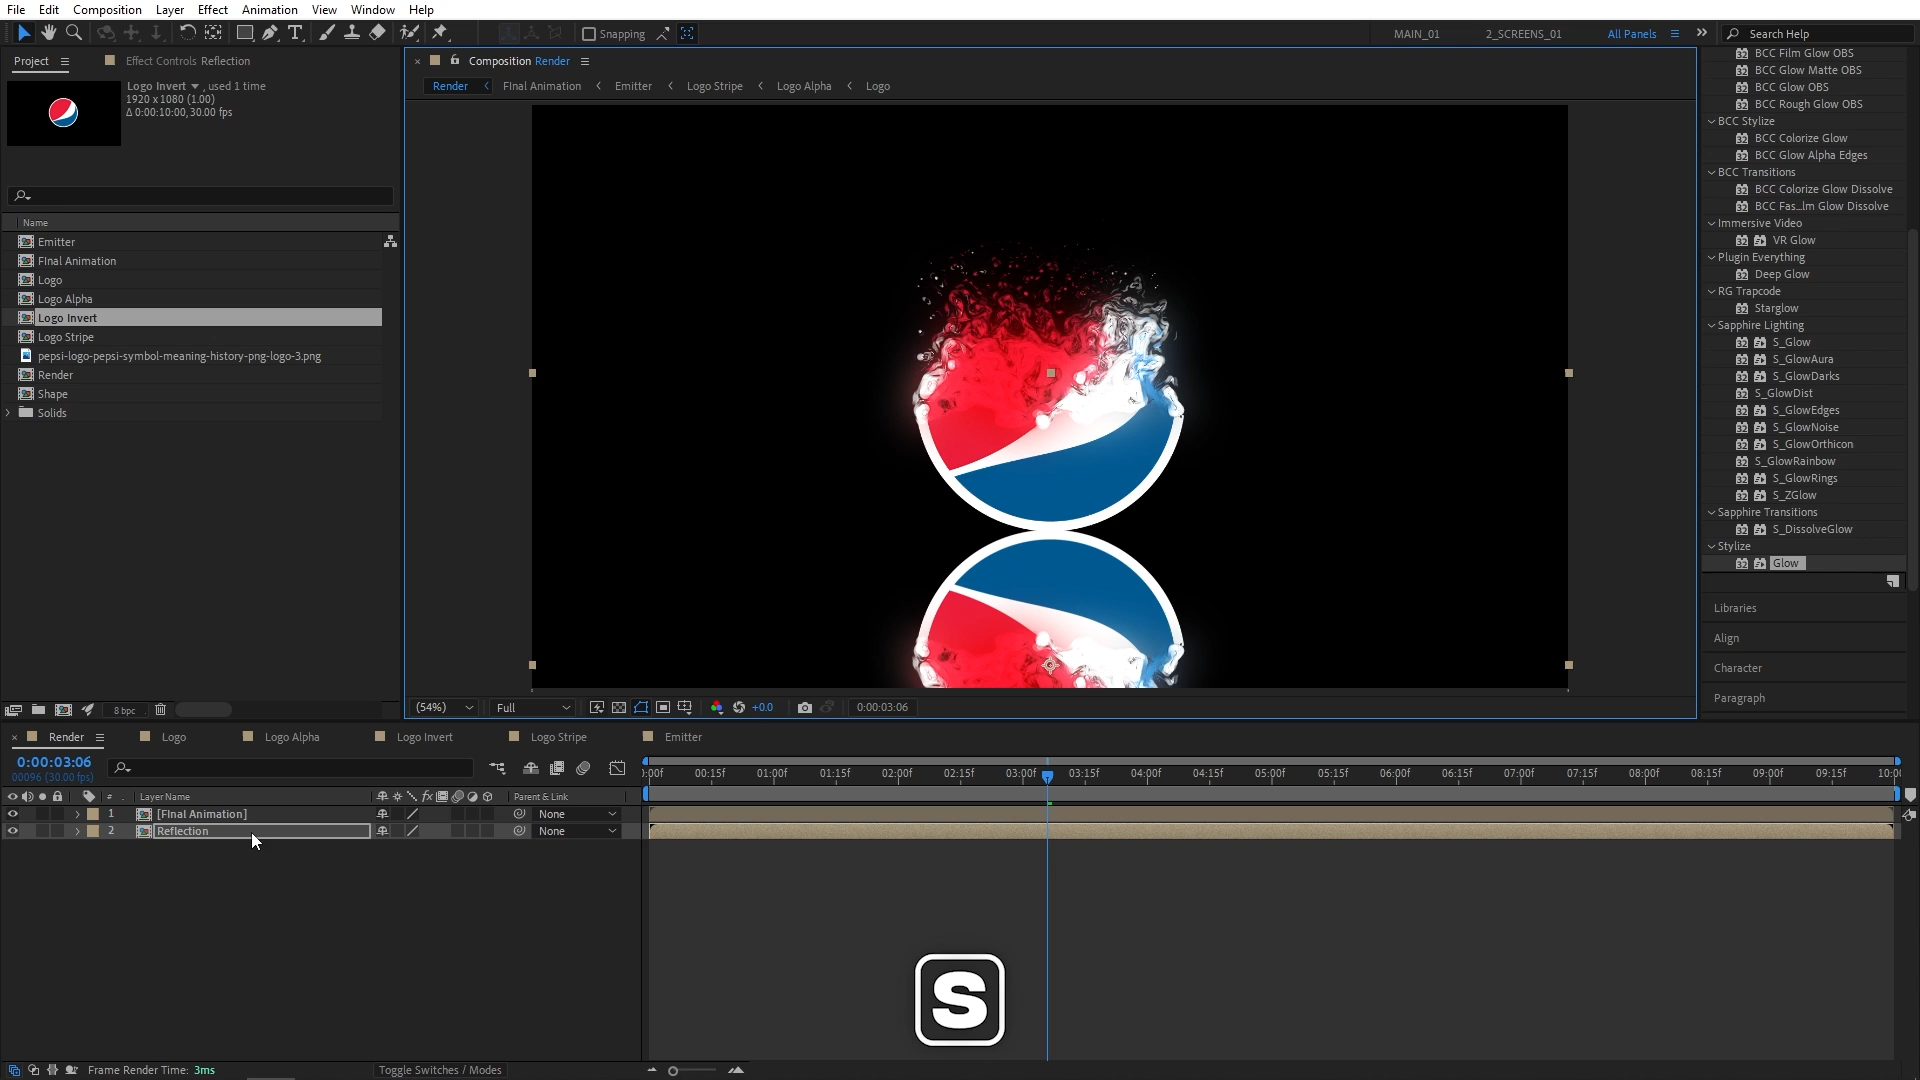 File Edit Composition Layer Effect Animation View Window Help
Snapping MAIN_01 2_SCREENS_01 All Panels Search Help
Project Effect Controls Reflection
Logo Invert , used 1 time
1920 x 1080 (1.00)
Δ 0:00:10:00, 30.00 fps
Name
Emitter
FInal Animation
Logo
Logo Alpha
Logo Invert
Logo Stripe
pepsi-logo-pepsi-symbol-meaning-history-png-logo-3.png
Render
Shape
Solids
8 bpc
Composition Render
Render FInal Animation Emitter Logo Stripe Logo Alpha Logo
(54%) Full +0.0 0:00:03:06
BCC Film Glow OBS
BCC Glow Matte OBS
BCC Glow OBS
BCC Rough Glow OBS
BCC Stylize
BCC Colorize Glow
BCC Glow Alpha Edges
BCC Transitions
BCC Colorize Glow Dissolve
BCC Fas...lm Glow Dissolve
Immersive Video
VR Glow
Plugin Everything
Deep Glow
RG Trapcode
Starglow
Sapphire Lighting
S_Glow
S_GlowAura
S_GlowDarks
S_GlowDist
S_GlowEdges
S_GlowNoise
S_GlowOrthicon
S_GlowRainbow
S_GlowRings
S_ZGlow
Sapphire Transitions
S_DissolveGlow
Stylize
Glow
Libraries
Align
Character
Paragraph
Render Logo Logo Alpha Logo Invert Logo Stripe Emitter
0:00:03:06
00096 (30.00 fps)
:00f 00:15f 01:00f 01:15f 02:00f 02:15f 03:00f 03:15f 04:00f 04:15f 05:00f 05:15f 06:00f 06:15f 07:00f 07:15f 08:00f 08:15f 09:00f 09:15f 10:00
# Layer Name fx Parent & Link
1 [FInal Animation] None
2 Reflection None
S
Frame Render Time: 3ms Toggle Switches / Modes